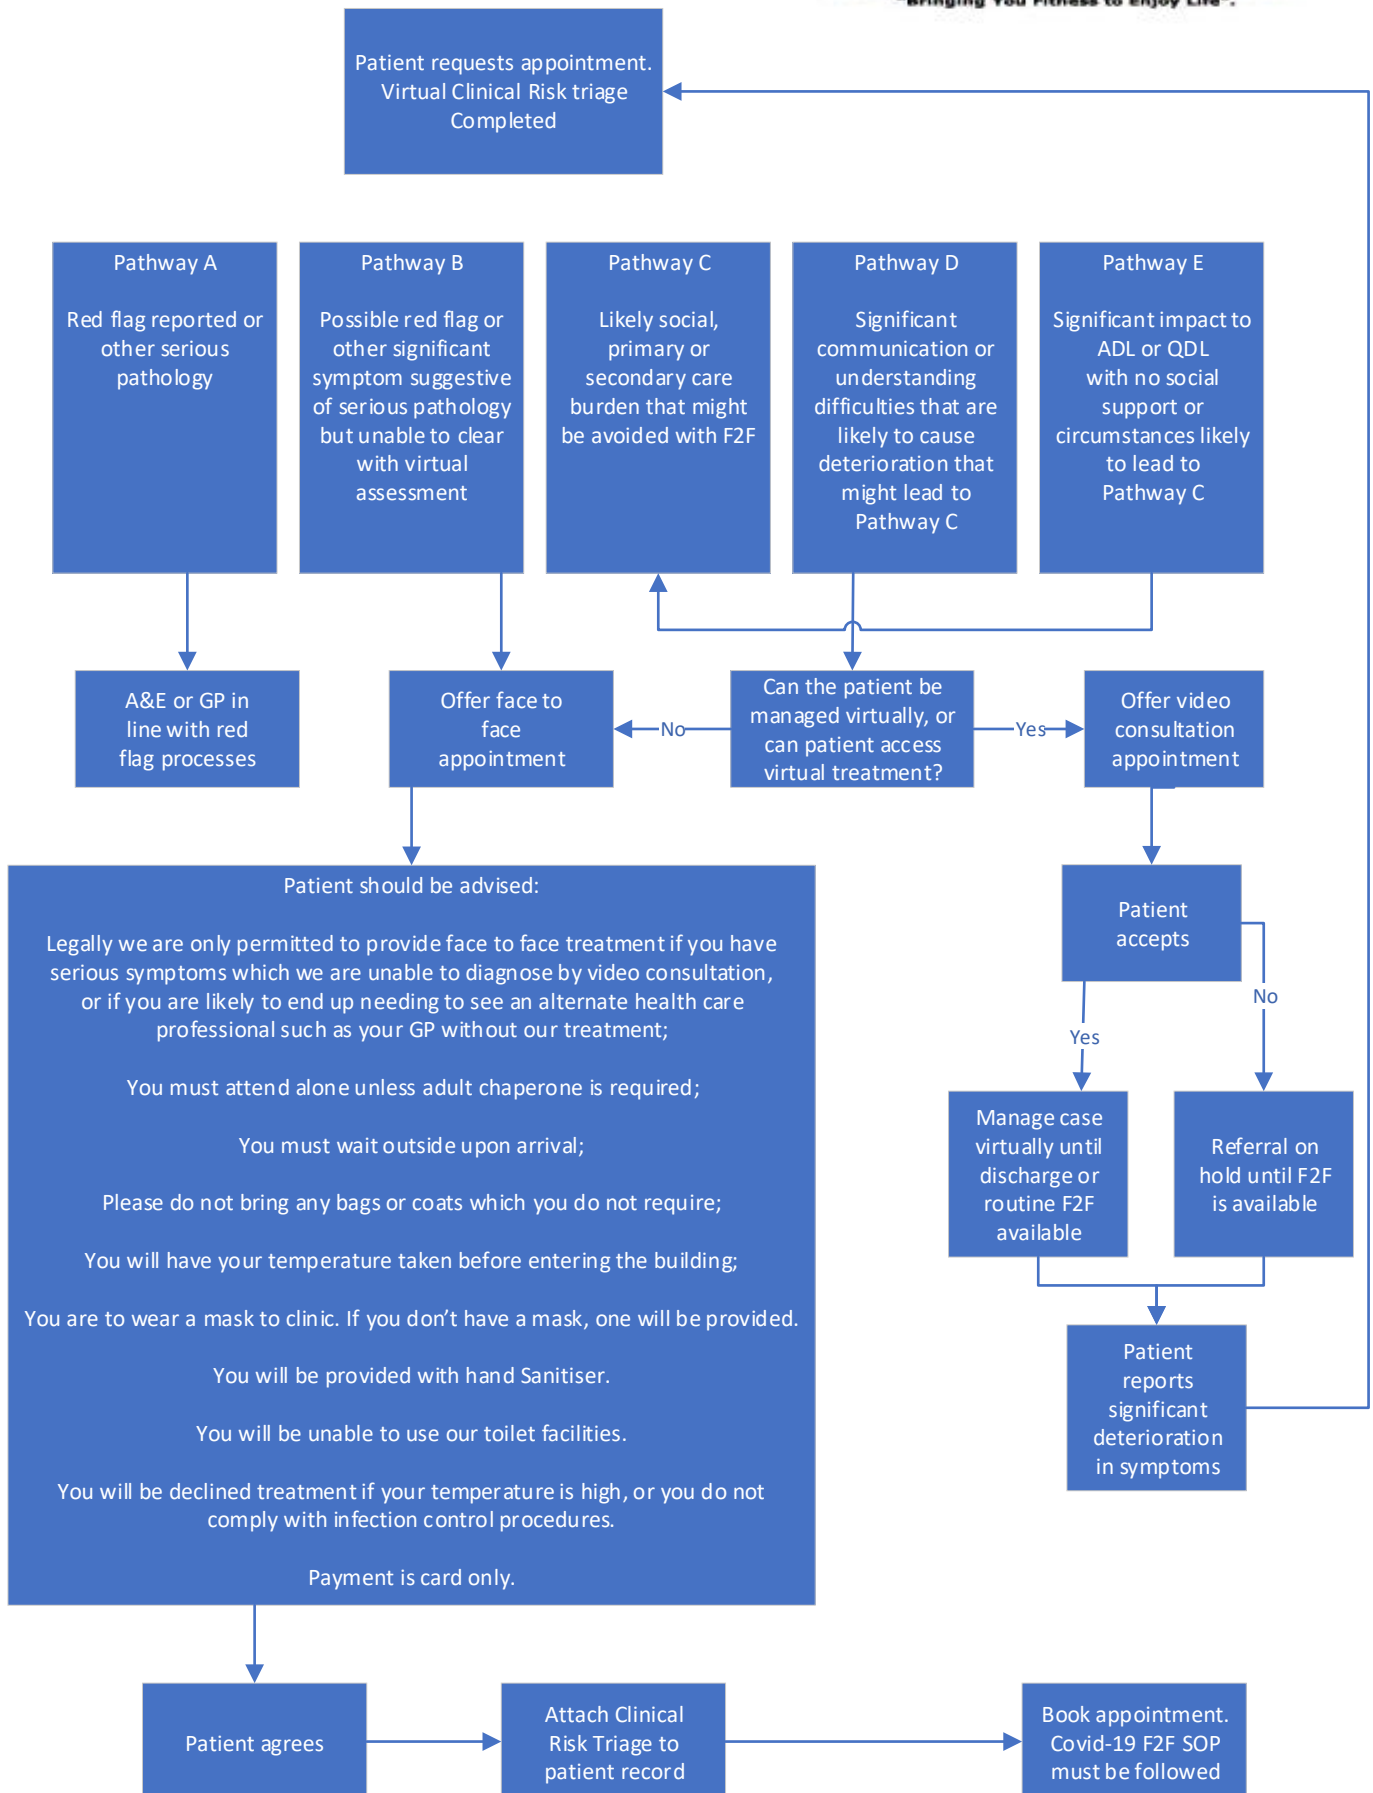 "Bringing You Fitness to Enjoy Life".
Patient requests appointment.
Virtual Clinical Risk triage
Completed
Pathway A
Red flag reported or
other serious
pathology
Pathway B
Possible red flag or
other significant
symptom suggestive
of serious pathology
but unable to clear
with virtual
assessment
Pathway C
Likely social,
primary or
secondary care
burden that might
be avoided with F2F
Pathway D
Significant
communication or
understanding
difficulties that are
likely to cause
deterioration that
might lead to
Pathway C
Pathway E
Significant impact to
ADL or QDL
with no social
support or
circumstances likely
to lead to
Pathway C
A&E or GP in
line with red
flag processes
Offer face to
face
appointment
No
Can the patient be
managed virtually, or
can patient access
virtual treatment?
Yes
Offer video
consultation
appointment
Patient should be advised:
Legally we are only permitted to provide face to face treatment if you have
serious symptoms which we are unable to diagnose by video consultation,
or if you are likely to end up needing to see an alternate health care
professional such as your GP without our treatment;
You must attend alone unless adult chaperone is required;
You must wait outside upon arrival;
Please do not bring any bags or coats which you do not require;
You will have your temperature taken before entering the building;
You are to wear a mask to clinic. If you don't have a mask, one will be provided.
You will be provided with hand Sanitiser.
You will be unable to use our toilet facilities.
You will be declined treatment if your temperature is high, or you do not
comply with infection control procedures.
Payment is card only.
Patient
accepts
Yes
No
Manage case
virtually until
discharge or
routine F2F
available
Referral on
hold until F2F
is available
Patient
reports
significant
deterioration
in symptoms
Patient agrees
Attach Clinical
Risk Triage to
patient record
Book appointment.
Covid-19 F2F SOP
must be followed